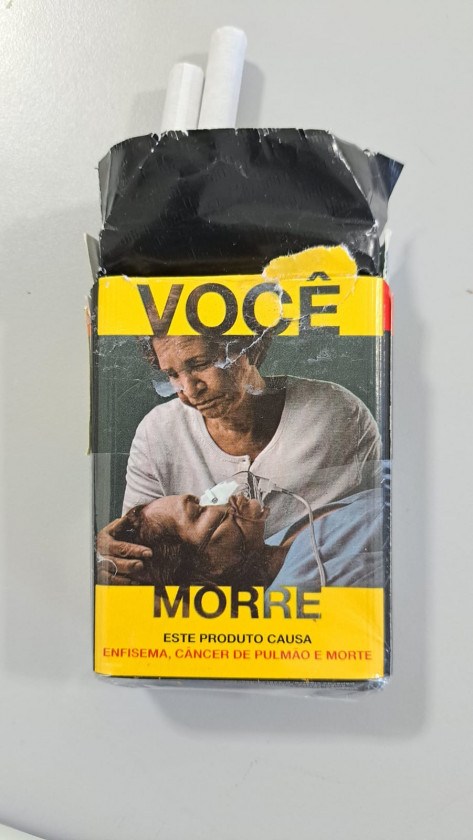 VOCÊ
MORRE
ESTE PRODUTO CAUSA
ENFISEMA, CÂNCER DE PULMÃO E MORTE